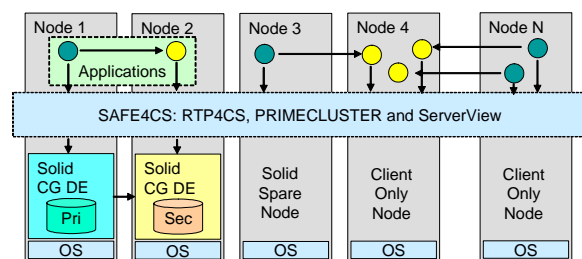 Node 1
Node 2
Node 3
Node 4
Node N
Applications
SAFE4CS: RTP4CS, PRIMECLUSTER and ServerView
Solid
CG DE
Pri
Solid
CG DE
Sec
Solid
Spare
Node
Client
Only
Node
Client
Only
Node
OS
OS
OS
OS
OS